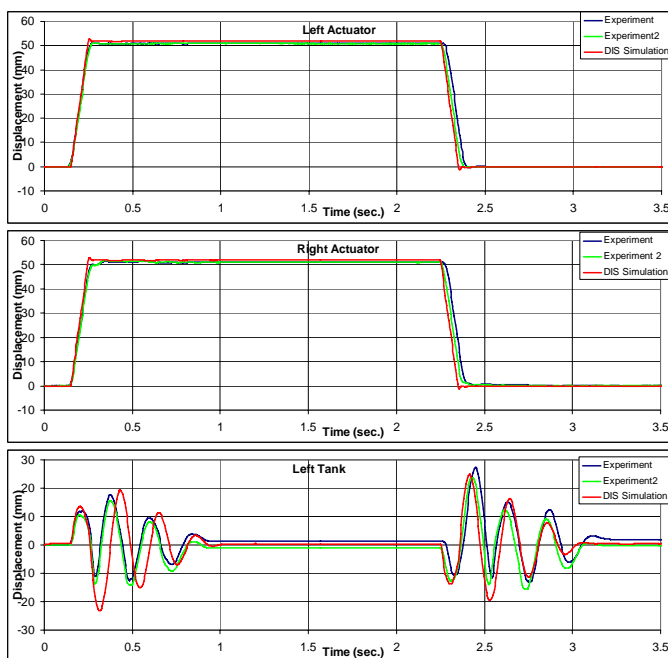 60
50
40
30
20
10
0
-10
Displacement (mm)
Left Actuator
Experiment
Experiment2
DIS Simulation
0 0.5 1 1.5 2 2.5 3 3.5
Time (sec.)
60
50
40
30
20
10
0
-10
Displacement (mm)
Right Actuator
Experiment
Experiment 2
DIS Simulation
0 0.5 1 1.5 2 2.5 3 3.5
Time (sec.)
30
20
10
0
-10
-20
-30
Displacement (mm)
Left Tank
Experiment
Experiment2
DIS Simulation
0 0.5 1 1.5 2 2.5 3 3.5
Time (sec.)